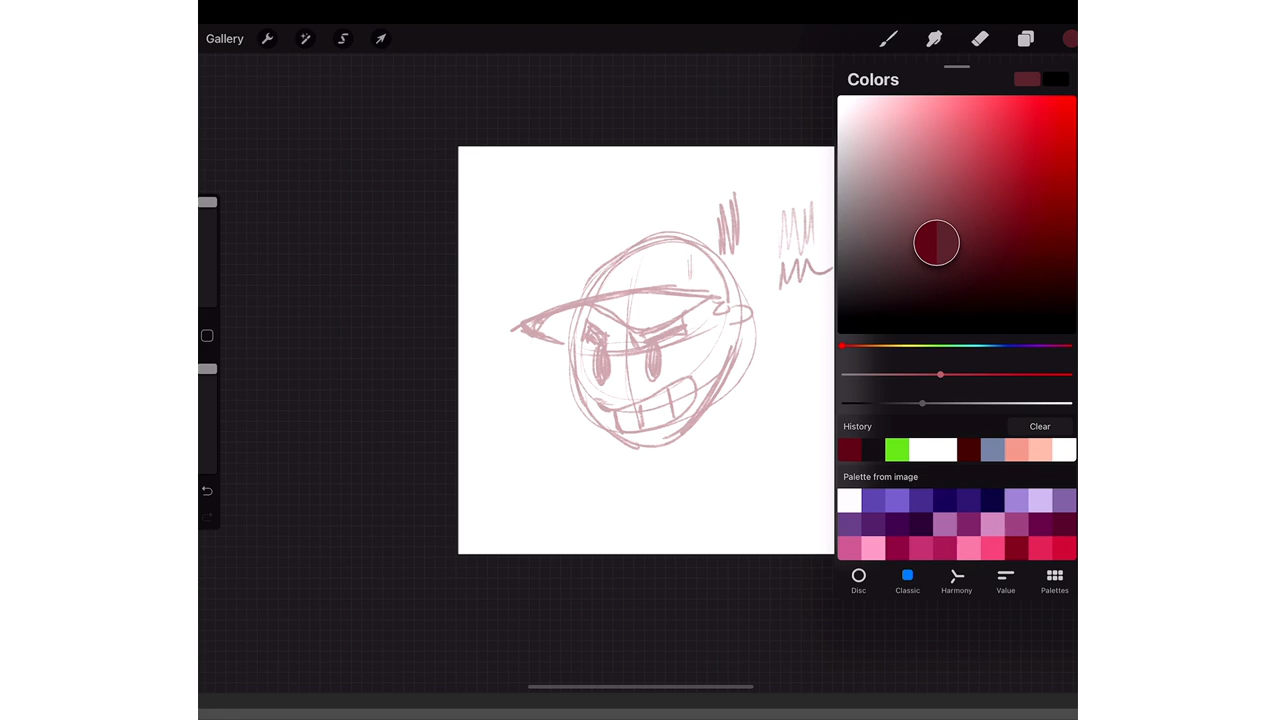 Gallery
Colors
History
Clear
Palette from image
Disc
Classic
Harmony
Value
Palettes